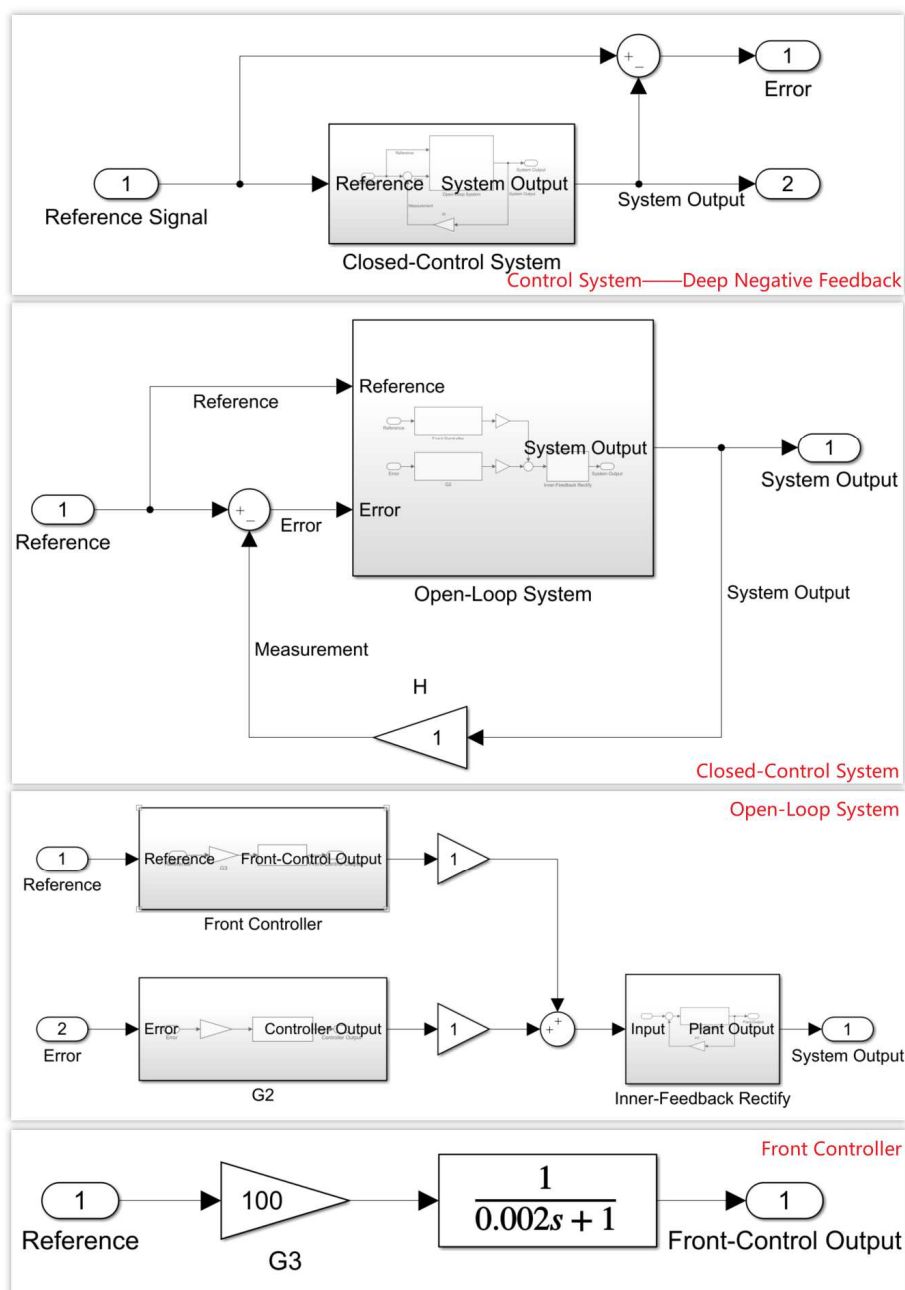 +
−
1
Error
1
Reference Signal
Reference
System Output
Closed-Control System
System Output
2
Control System——Deep Negative Feedback
Reference
Reference
System Output
Error
Open-Loop System
1
Reference
+
−
Error
1
System Output
System Output
Measurement
H
1
Closed-Control System
Open-Loop System
1
Reference
Reference
Front-Control Output
Front Controller
1
2
Error
Error
Controller Output
G2
1
+
+
Input
Plant Output
Inner-Feedback Rectify
1
System Output
Front Controller
1
Reference
100
G3
1
0.002s + 1
1
Front-Control Output